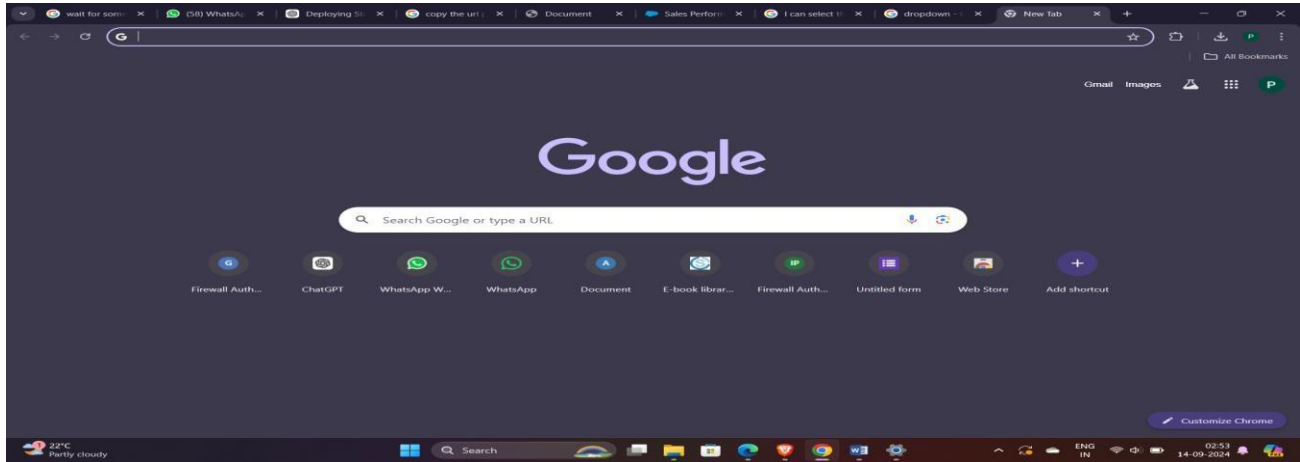 wait for som
(58) WhatsAp
Deploying St
copy the url
Document
Sales Perform
I can select t
dropdown -
New Tab
G
All Bookmarks
Gmail Images P
Google
Search Google or type a URL
G
A
IP
Firewall Auth...
ChatGPT
WhatsApp W...
WhatsApp
Document
E-book librar...
Firewall Auth...
Untitled form
Web Store
Add shortcut
Customize Chrome
22°C
Partly cloudy
Search
ENG
IN
02:53
14-09-2024